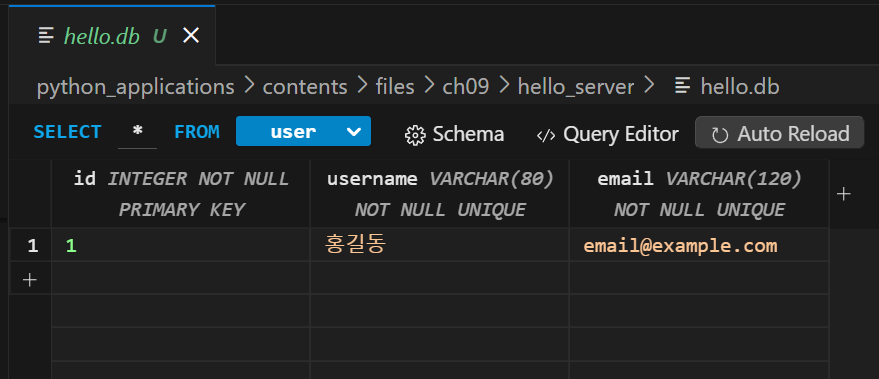 hello.db U
python_applications > contents > files > ch09 > hello_server > hello.db
SELECT * FROM user Schema </> Query Editor Auto Reload
id INTEGER NOT NULL PRIMARY KEY
username VARCHAR(80) NOT NULL UNIQUE
email VARCHAR(120) NOT NULL UNIQUE
+
1 1 홍길동 email@example.com
+